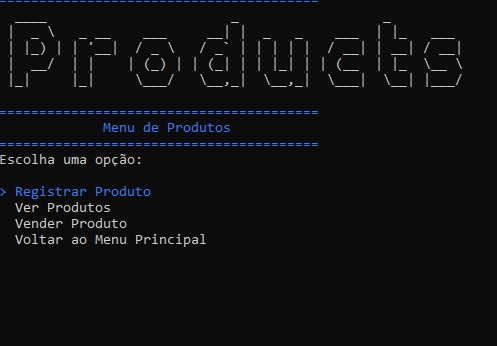 Products
Menu de Produtos
Escolha uma opção:
> Registrar Produto
Ver Produtos
Vender Produto
Voltar ao Menu Principal